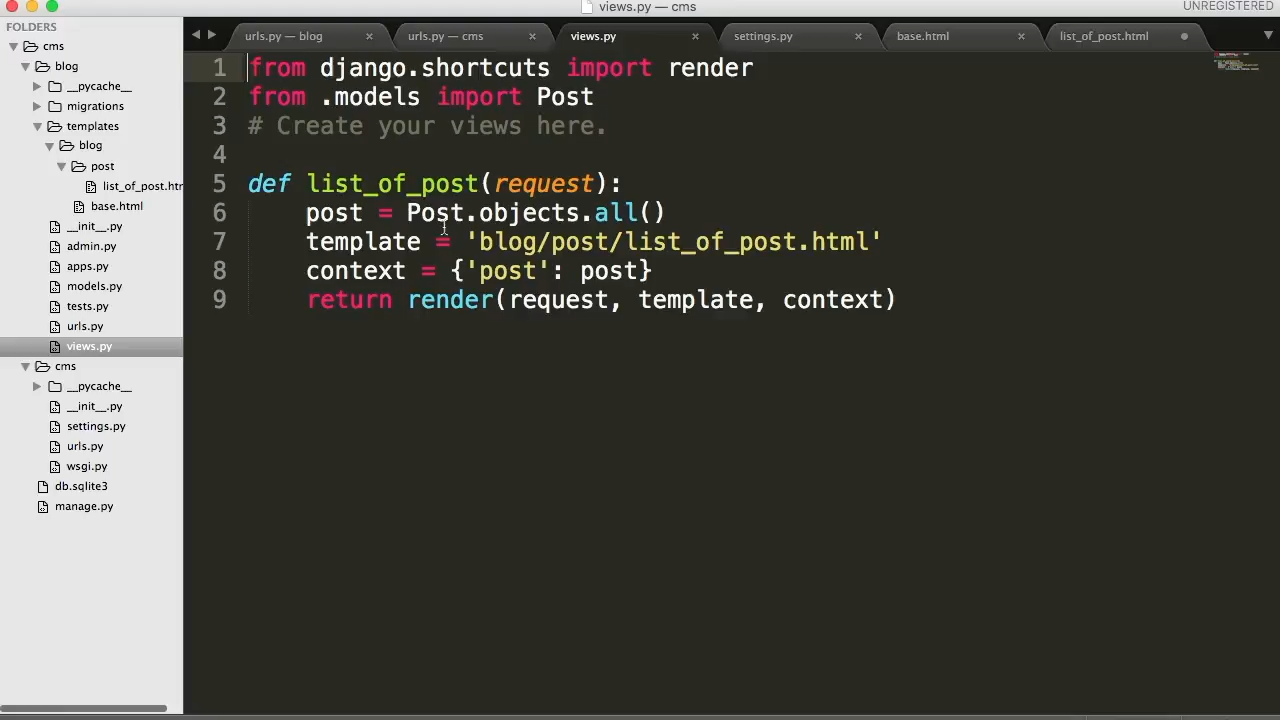 views.py — cms
UNREGISTERED
FOLDERS
cms
blog
__pycache__
migrations
templates
blog
post
list_of_post.htr
base.html
__init__.py
admin.py
apps.py
models.py
tests.py
urls.py
views.py
cms
__pycache__
__init__.py
settings.py
urls.py
wsgi.py
db.sqlite3
manage.py
urls.py — blog
urls.py — cms
views.py
settings.py
base.html
list_of_post.html
1 from django.shortcuts import render
2 from .models import Post
3 # Create your views here.
4
5 def list_of_post(request):
6     post = Post.objects.all()
7     template = 'blog/post/list_of_post.html'
8     context = {'post': post}
9     return render(request, template, context)